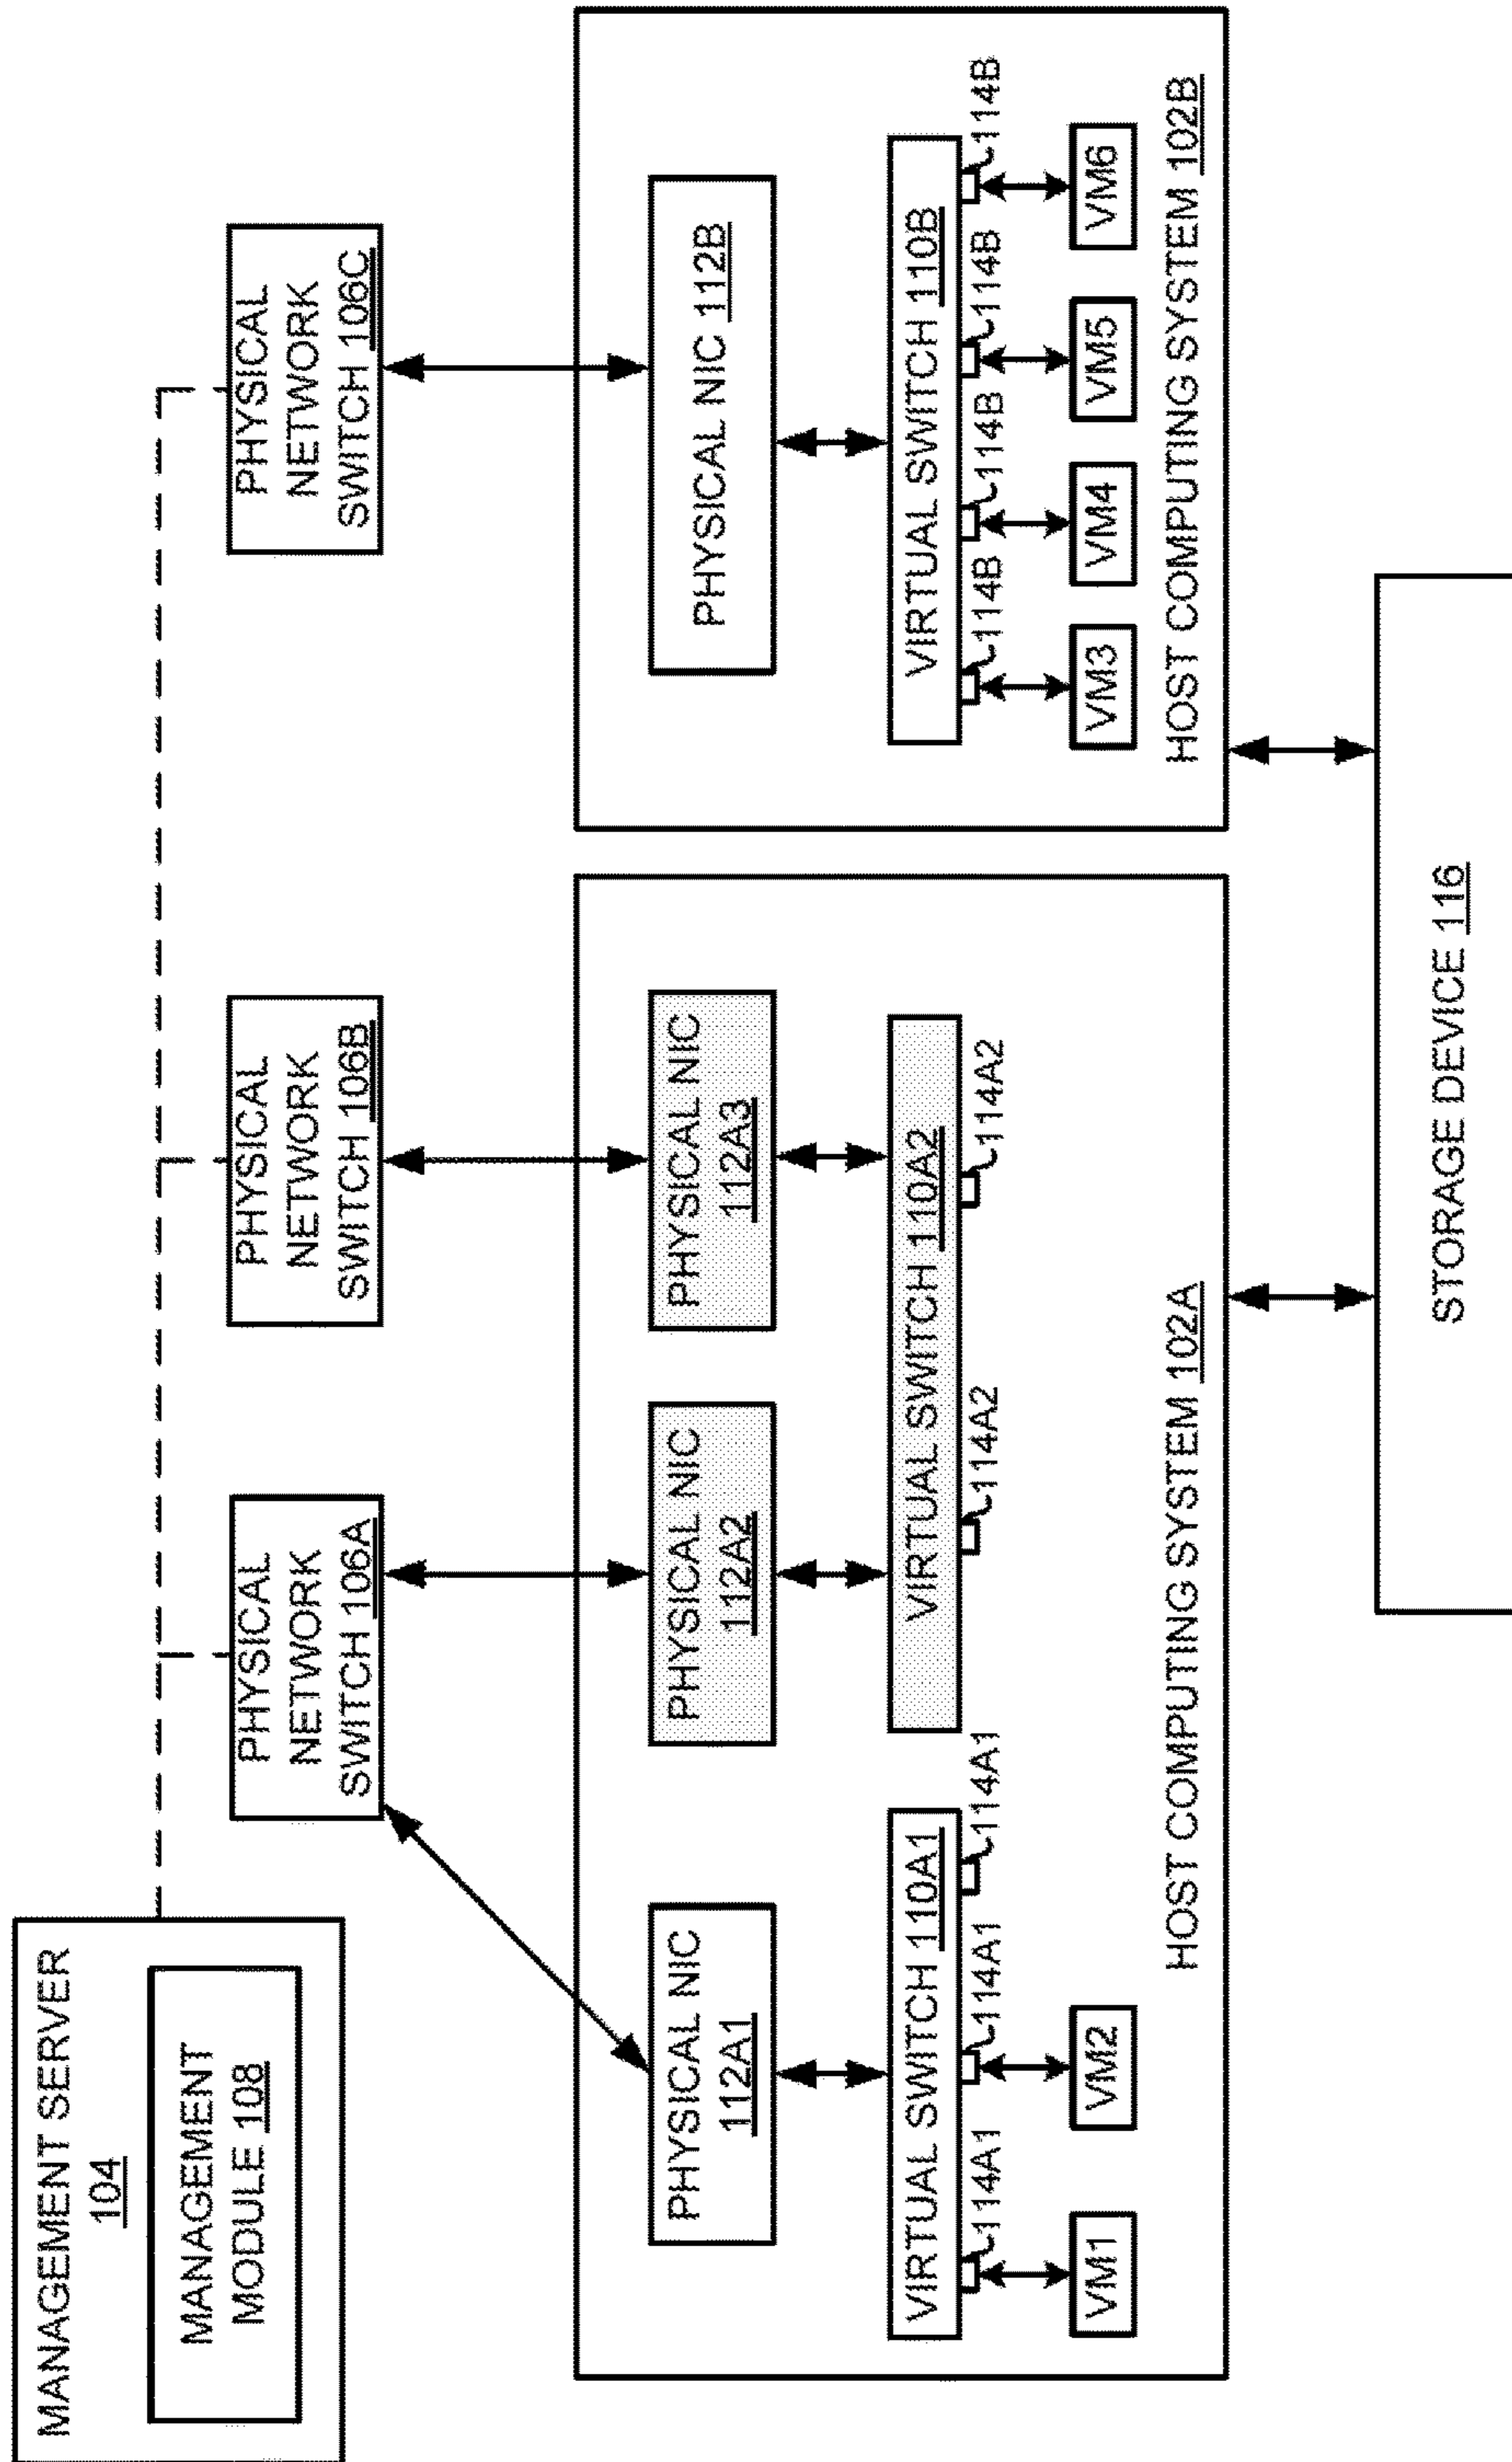 MANAGEMENT SERVER
104
MANAGEMENT
MODULE 108
PHYSICAL
NETWORK
SWITCH 106A
PHYSICAL
NETWORK
SWITCH 106B
PHYSICAL
NETWORK
SWITCH 106C
PHYSICAL NIC
112A1
PHYSICAL NIC
112A2
PHYSICAL NIC
112A3
VIRTUAL SWITCH 110A1
114A1
114A1
114A1
VIRTUAL SWITCH 110A2
114A2
114A2
VM1
VM2
HOST COMPUTING SYSTEM 102A
PHYSICAL NIC 112B
VIRTUAL SWITCH 110B
114B
114B
114B
114B
VM3
VM4
VM5
VM6
HOST COMPUTING SYSTEM 102B
STORAGE DEVICE 116